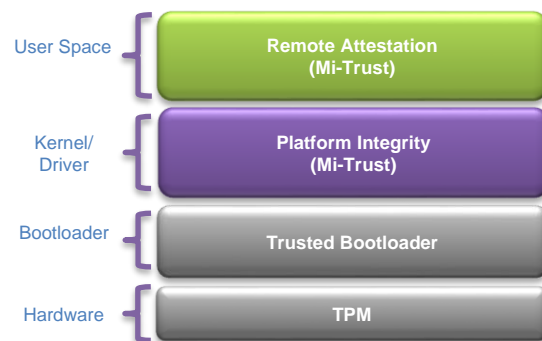 User Space
Remote Attestation
(Mi-Trust)
Kernel/
Driver
Platform Integrity
(Mi-Trust)
Bootloader
Trusted Bootloader
Hardware
TPM